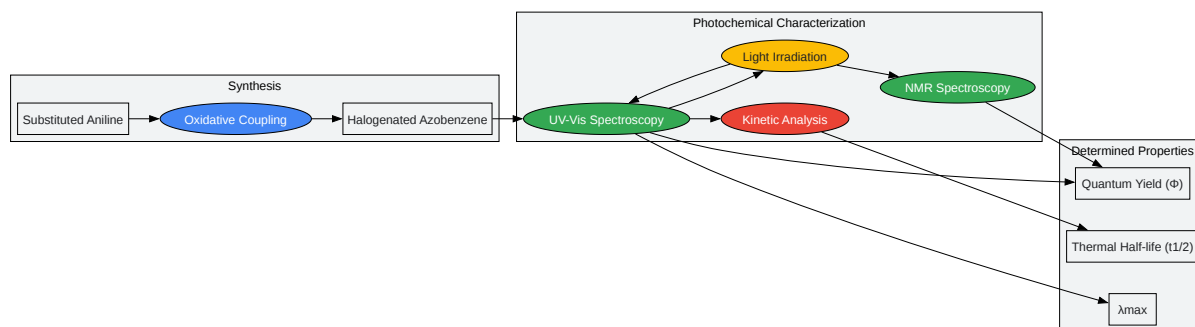 Photochemical Characterization
Light Irradiation
Synthesis
NMR Spectroscopy
Substituted Aniline
Oxidative Coupling
Halogenated Azobenzene
UV-Vis Spectroscopy
Kinetic Analysis
Determined Properties
Quantum Yield (Φ)
Thermal Half-life (t1/2)
λmax